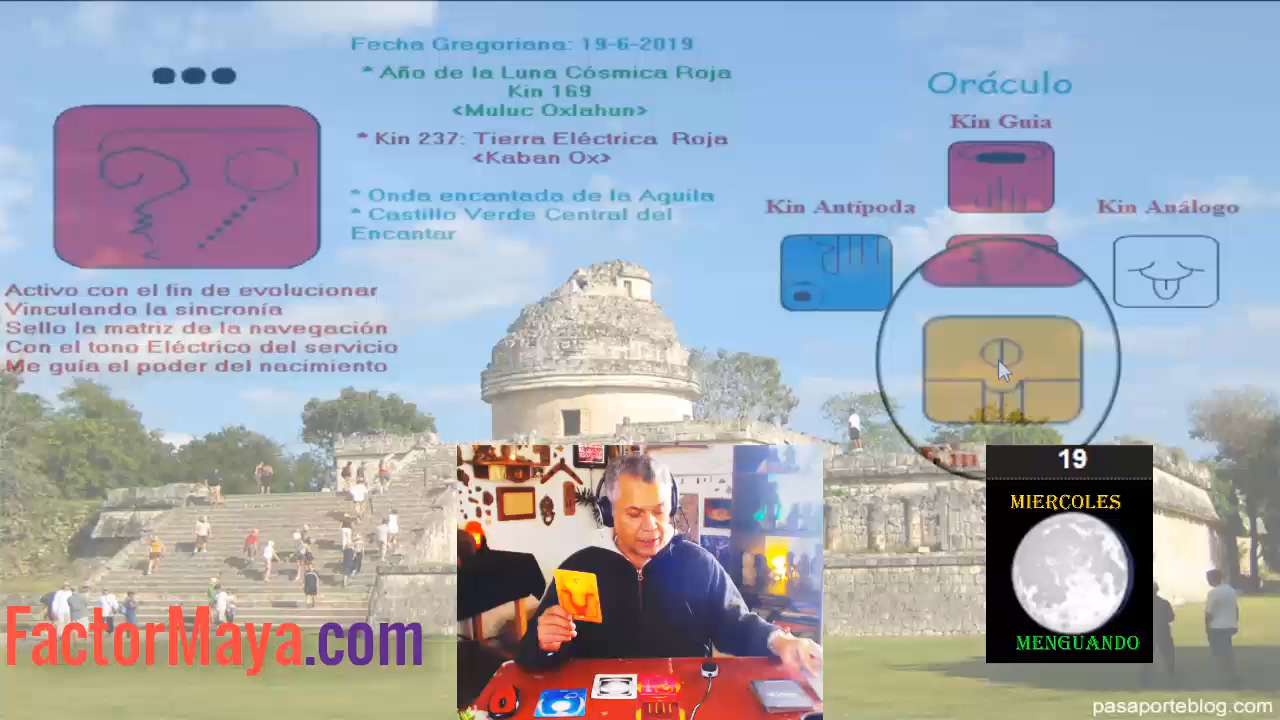 Fecha Gregoriana: 19-6-2019
* Año de la Luna Cósmica Roja
Kin 169
<Muluc Oxlahun>
* Kin 237: Tierra Eléctrica Roja
<Kaban Ox>
* Onda encantada de la Aguila
* Castillo Verde Central del
Encantar
Activo con el fin de evolucionar
Vinculando la sincronía
Sello la matriz de la navegación
Con el tono Eléctrico del servicio
Me guía el poder del nacimiento
Oráculo
Kin Guia
Kin Antípoda
Kin Análogo
19
MIERCOLES
MENGUANDO
FactorMaya.com
pasaporteblog.com